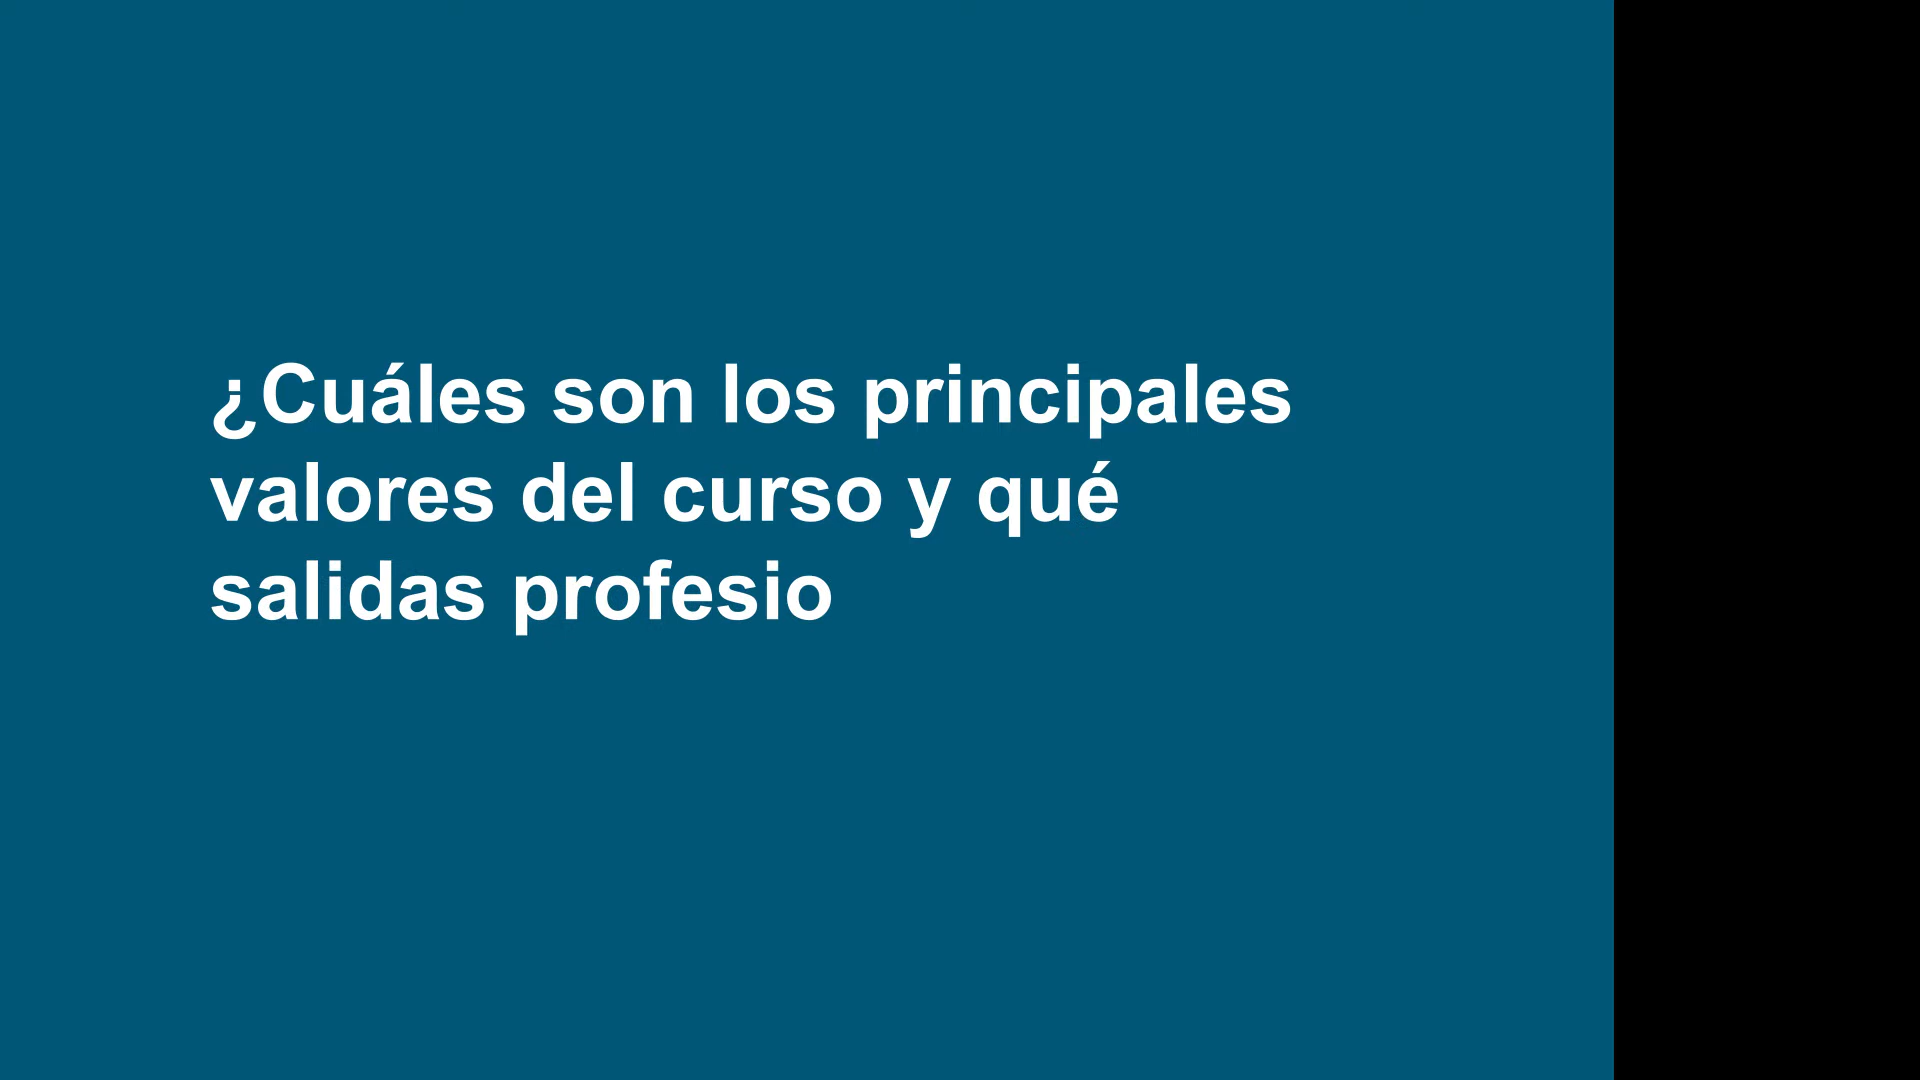 ¿Cuáles son los principales
valores del curso y qué
salidas profesio